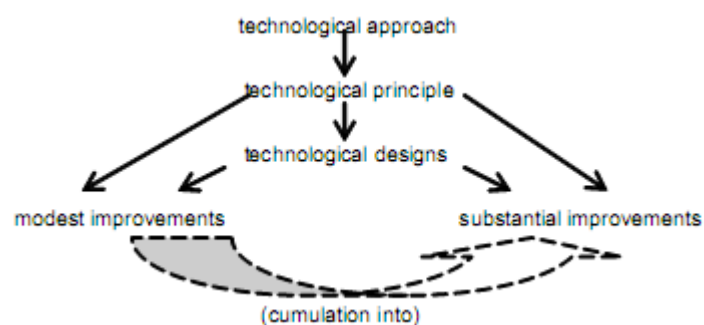 technological approach
technological principle
technological designs
modest improvements
substantial improvements
(cumulation into)